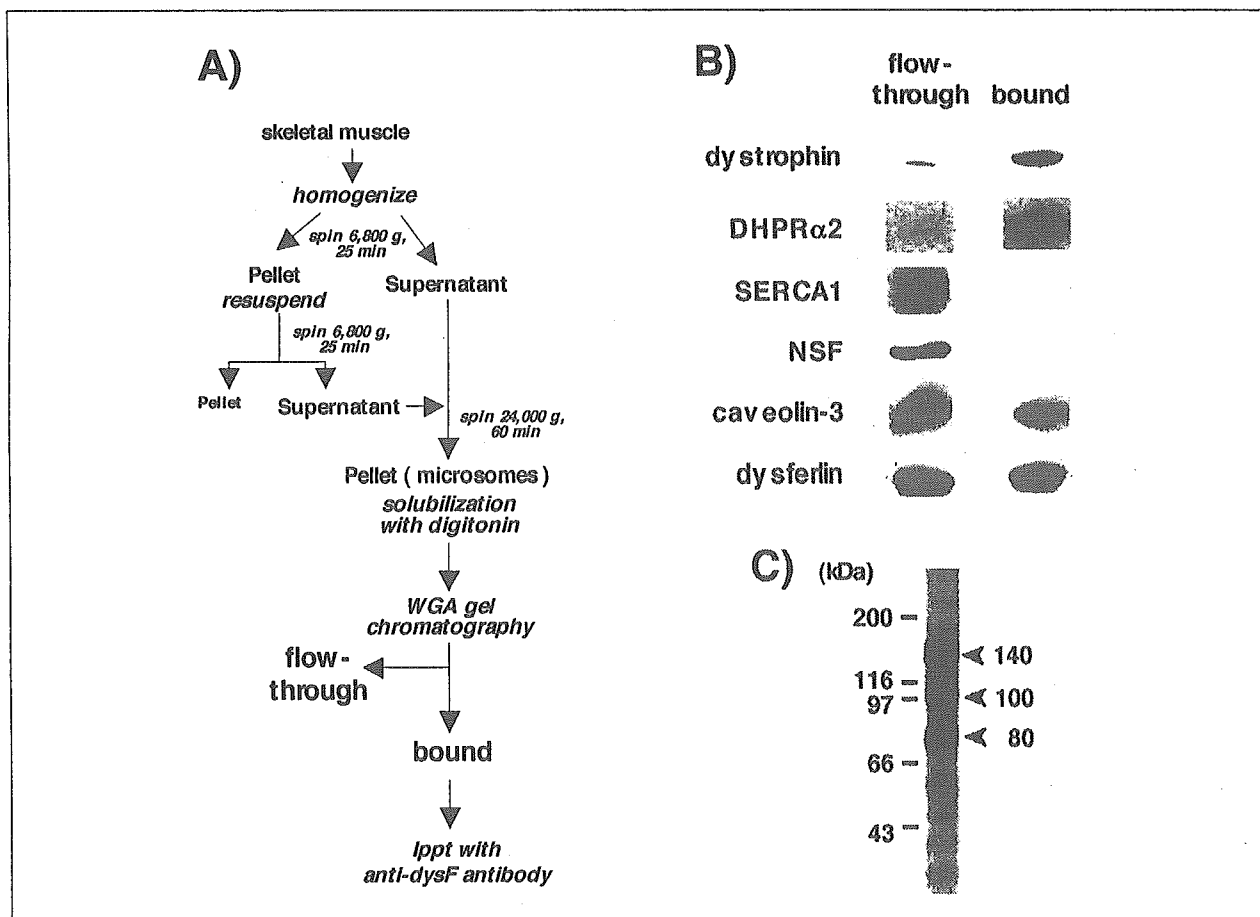 A)
skeletal muscle
homogenize
spin 6,800 g,
25 min
Pellet
resuspend
Supernatant
spin 6,800 g,
25 min
Pellet
Supernatant
spin 24,000 g,
60 min
Pellet ( microsomes)
solubilization
with digitonin
WGA gel
chromatography
flow-
through
bound
Ippt with
anti-dysF antibody
B)
flow-
through bound
dystrophin
DHPRα2
SERCA1
NSF
caveolin-3
dysferlin
C) (kDa)
200
140
116
97
100
80
66
43